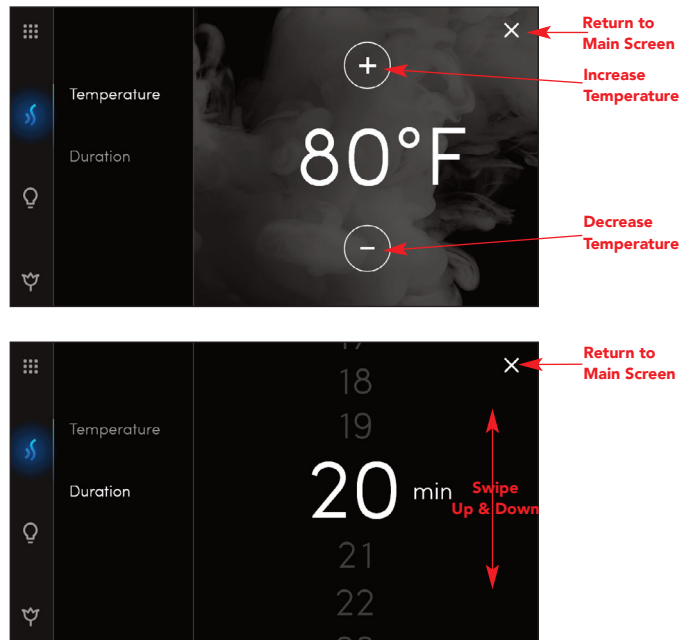 Return to
Main Screen
Increase
Temperature
Temperature
80°F
Duration
Decrease
Temperature
Return to
Main Screen
18
19
Temperature
20 min
Duration
Swipe
Up & Down
21
22